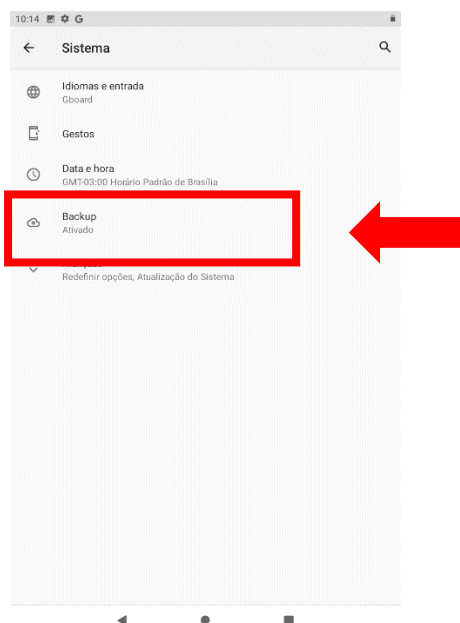 10:14 G
Sistema
Idiomas e entrada
Gboard
Gestos
Data e hora
GMT-03:00 Horário Padrão de Brasília
Backup
Ativado
Redefinir opções, Atualização do Sistema